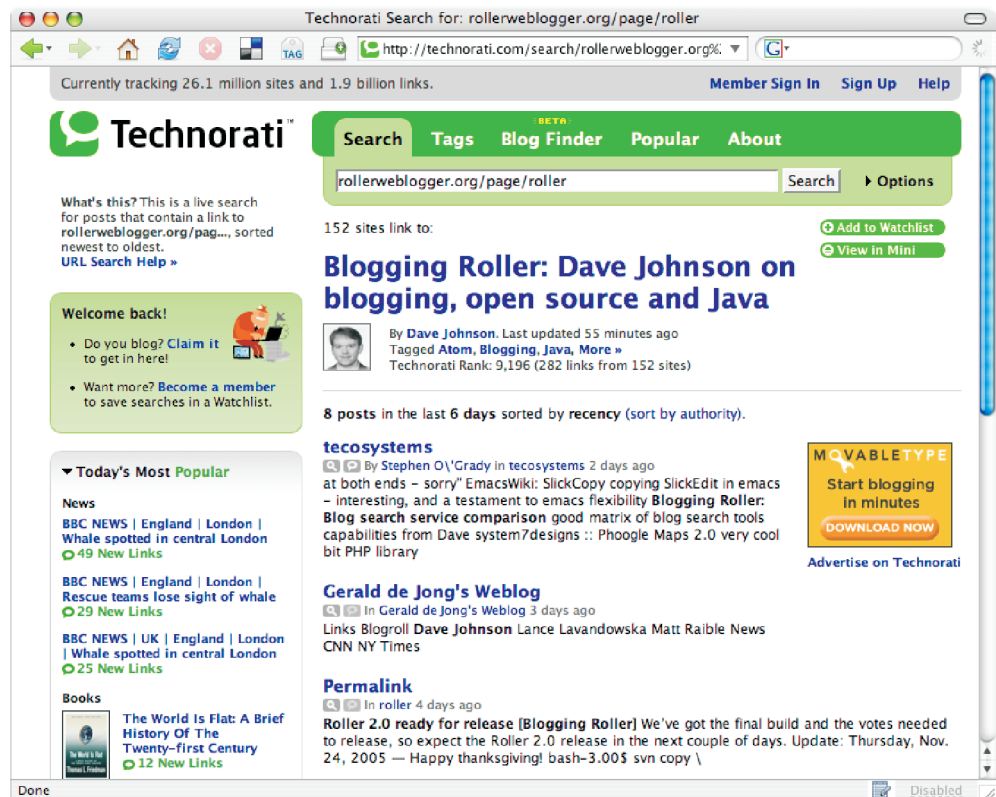 Technorati Search for: rollerweblogger.org/page/roller
TAG
http://technorati.com/search/rollerweblogger.org%
G
Currently tracking 26.1 million sites and 1.9 billion links.
Member Sign In Sign Up Help
Technorati™
BETA
Search Tags Blog Finder Popular About
rollerweblogger.org/page/roller
Search
Options
What's this? This is a live search
for posts that contain a link to
rollerweblogger.org/pag..., sorted
newest to oldest.
URL Search Help »
Welcome back!
• Do you blog? Claim it
to get in here!
• Want more? Become a member
to save searches in a Watchlist.
Today's Most Popular
News
BBC NEWS | England | London |
Whale spotted in central London
49 New Links
BBC NEWS | England | London |
Rescue teams lose sight of whale
29 New Links
BBC NEWS | UK | England | London
| Whale spotted in central London
25 New Links
Books
The World Is Flat
Thomas L. Friedman
The World Is Flat: A Brief
History Of The
Twenty-first Century
12 New Links
152 sites link to:
Add to Watchlist
View in Mini
Blogging Roller: Dave Johnson on
blogging, open source and Java
By Dave Johnson. Last updated 55 minutes ago
Tagged Atom, Blogging, Java, More »
Technorati Rank: 9,196 (282 links from 152 sites)
8 posts in the last 6 days sorted by recency (sort by authority).
tecosystems
By Stephen O\'Grady in tecosystems 2 days ago
at both ends – sorry" EmacsWiki: SlickCopy copying SlickEdit in emacs
– interesting, and a testament to emacs flexibility Blogging Roller:
Blog search service comparison good matrix of blog search tools
capabilities from Dave system7designs :: Phoogle Maps 2.0 very cool
bit PHP library
MOVABLETYPE
Start blogging
in minutes
DOWNLOAD NOW
Advertise on Technorati
Gerald de Jong's Weblog
In Gerald de Jong's Weblog 3 days ago
Links Blogroll Dave Johnson Lance Lavandowska Matt Raible News
CNN NY Times
Permalink
In roller 4 days ago
Roller 2.0 ready for release [Blogging Roller] We've got the final build and the votes needed
to release, so expect the Roller 2.0 release in the next couple of days. Update: Thursday, Nov.
24, 2005 — Happy thanksgiving! bash-3.00$ svn copy \
Done
Disabled